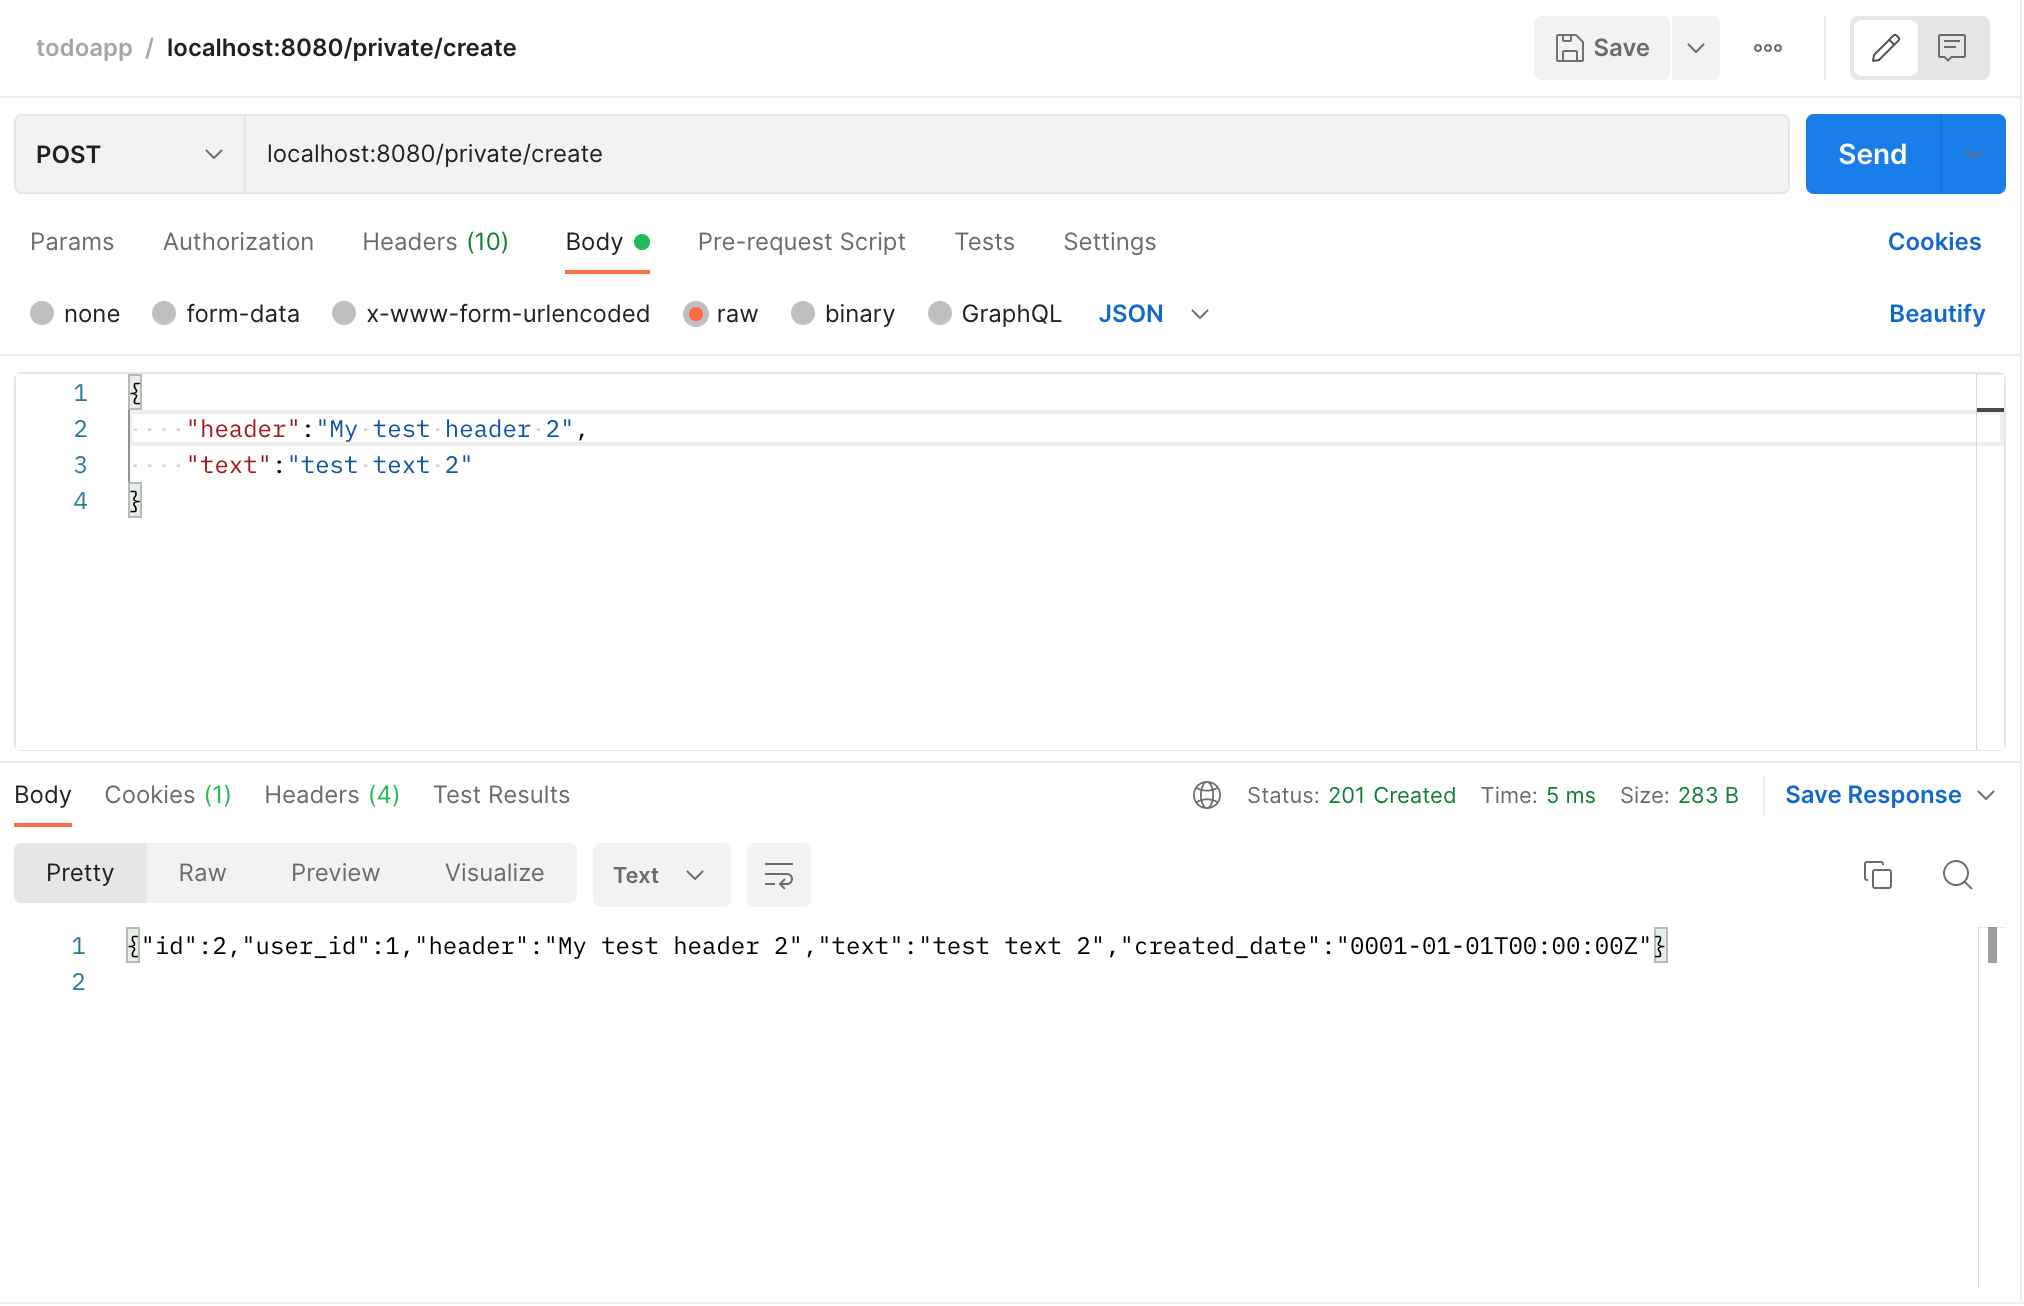 todoapp / localhost:8080/private/create
Save
POST localhost:8080/private/create Send
Params Authorization Headers (10) Body Pre-request Script Tests Settings Cookies
none form-data x-www-form-urlencoded raw binary GraphQL JSON Beautify
1 {
2 "header":"My test header 2",
3 "text":"test text 2"
4 }
Body Cookies (1) Headers (4) Test Results Status: 201 Created Time: 5 ms Size: 283 B Save Response
Pretty Raw Preview Visualize Text
1 {"id":2,"user_id":1,"header":"My test header 2","text":"test text 2","created_date":"0001-01-01T00:00:00Z"}
2